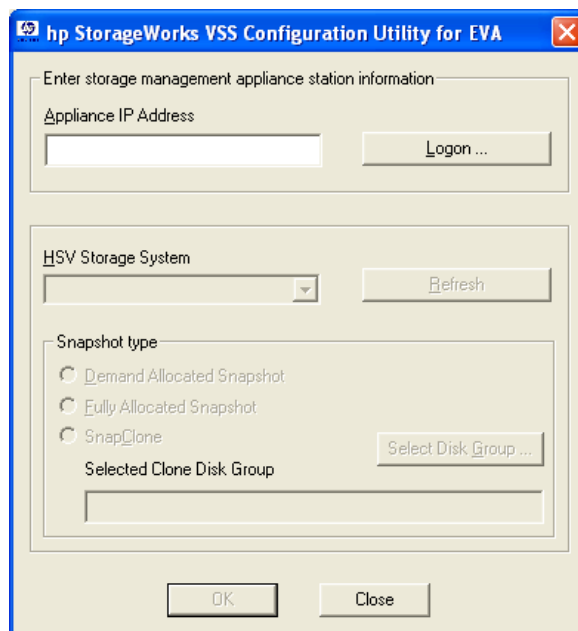 hp StorageWorks VSS Configuration Utility for EVA
Enter storage management appliance station information
Appliance IP Address
Logon ...
HSV Storage System
Refresh
Snapshot type
Demand Allocated Snapshot
Fully Allocated Snapshot
SnapClone
Select Disk Group ...
Selected Clone Disk Group
OK
Close